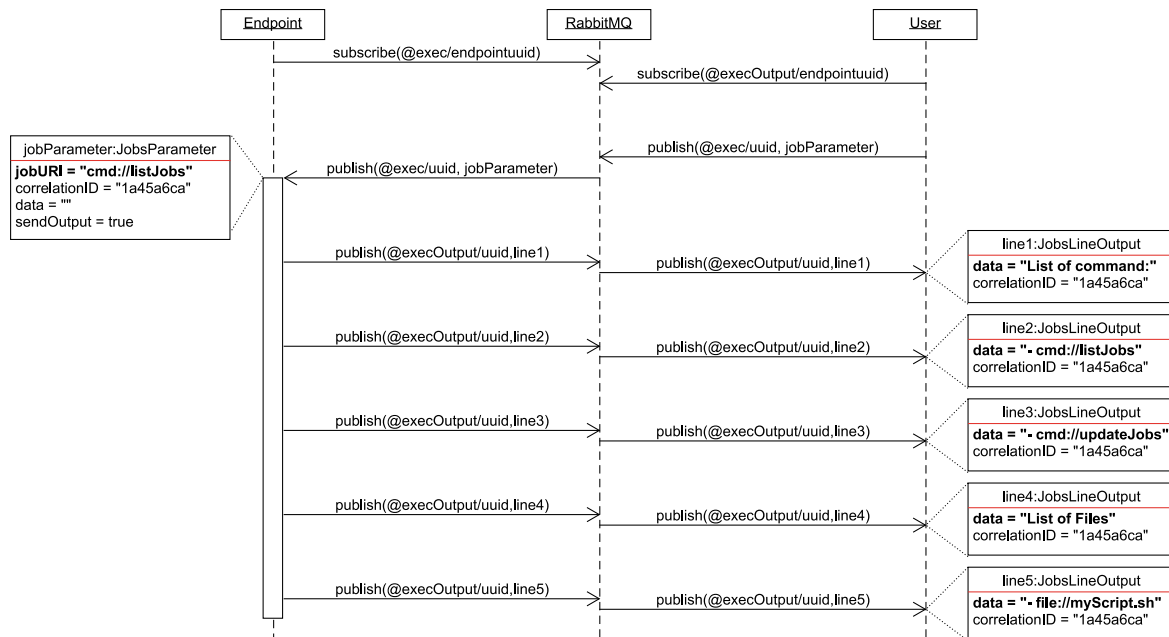 Endpoint
RabbitMQ
User
subscribe(@exec/endpointuuid)
subscribe(@execOutput/endpointuuid)
publish(@exec/uuid, jobParameter)
publish(@exec/uuid, jobParameter)
jobParameter:JobsParameter
jobURI = "cmd://listJobs"
correlationID = "1a45a6ca"
data = ""
sendOutput = true
publish(@execOutput/uuid,line1)
publish(@execOutput/uuid,line1)
line1:JobsLineOutput
data = "List of command:"
correlationID = "1a45a6ca"
publish(@execOutput/uuid,line2)
publish(@execOutput/uuid,line2)
line2:JobsLineOutput
data = "- cmd://listJobs"
correlationID = "1a45a6ca"
publish(@execOutput/uuid,line3)
publish(@execOutput/uuid,line3)
line3:JobsLineOutput
data = "- cmd://updateJobs"
correlationID = "1a45a6ca"
publish(@execOutput/uuid,line4)
publish(@execOutput/uuid,line4)
line4:JobsLineOutput
data = "List of Files"
correlationID = "1a45a6ca"
publish(@execOutput/uuid,line5)
publish(@execOutput/uuid,line5)
line5:JobsLineOutput
data = "- file://myScript.sh"
correlationID = "1a45a6ca"